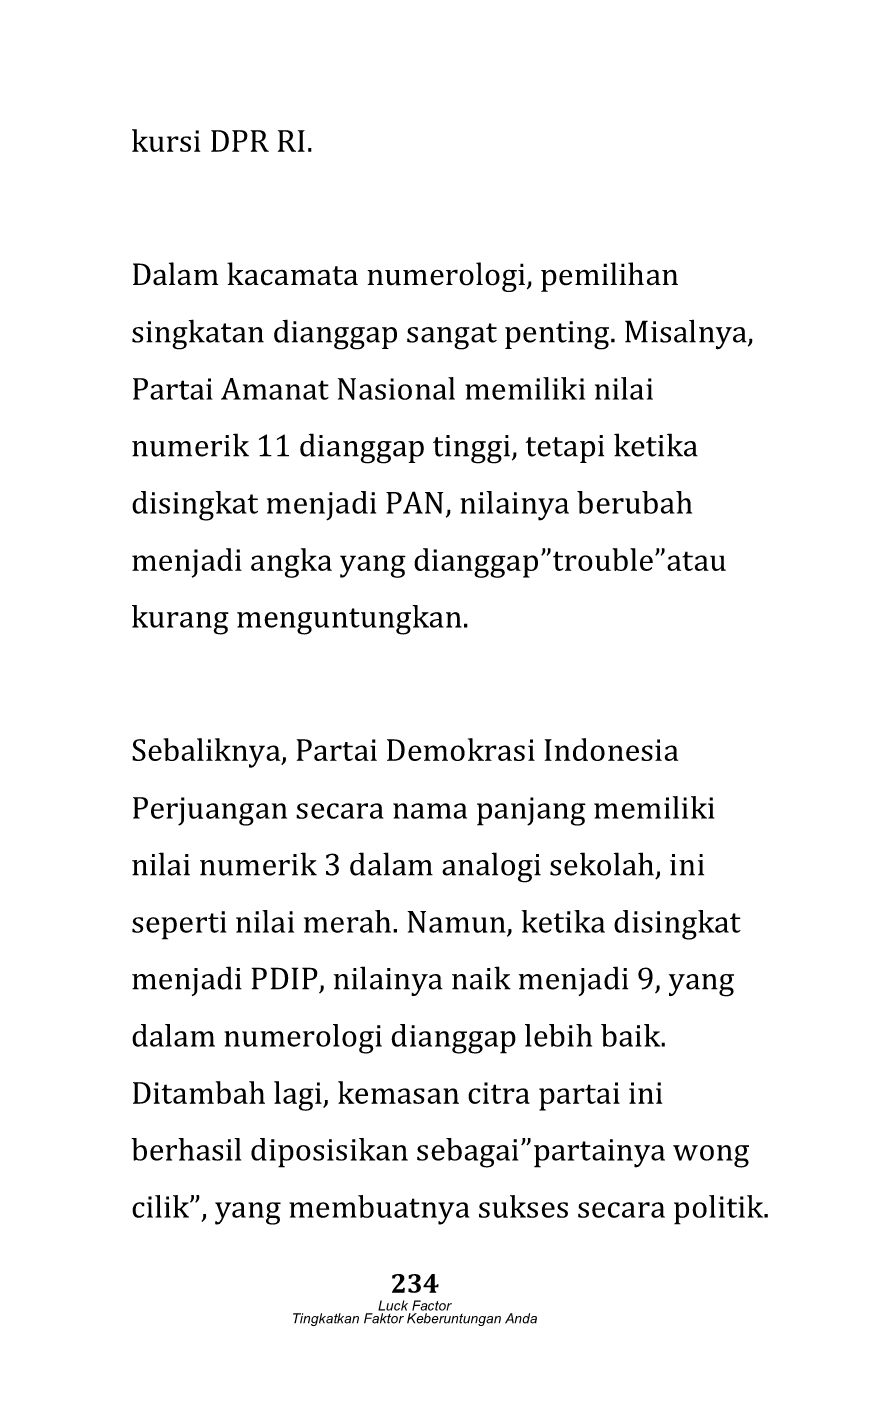 kursi DPR RI.
Dalam kacamata numerologi, pemilihan
singkatan dianggap sangat penting. Misalnya,
Partai Amanat Nasional memiliki nilai
numerik 11 dianggap tinggi, tetapi ketika
disingkat menjadi PAN, nilainya berubah
menjadi angka yang dianggap”trouble”atau
kurang menguntungkan.
Sebaliknya, Partai Demokrasi Indonesia
Perjuangan secara nama panjang memiliki
nilai numerik 3 dalam analogi sekolah, ini
seperti nilai merah. Namun, ketika disingkat
menjadi PDIP, nilainya naik menjadi 9, yang
dalam numerologi dianggap lebih baik.
Ditambah lagi, kemasan citra partai ini
berhasil diposisikan sebagai”partainya wong
cilik”, yang membuatnya sukses secara politik.
234
Luck Factor
Tingkatkan Faktor Keberuntungan Anda